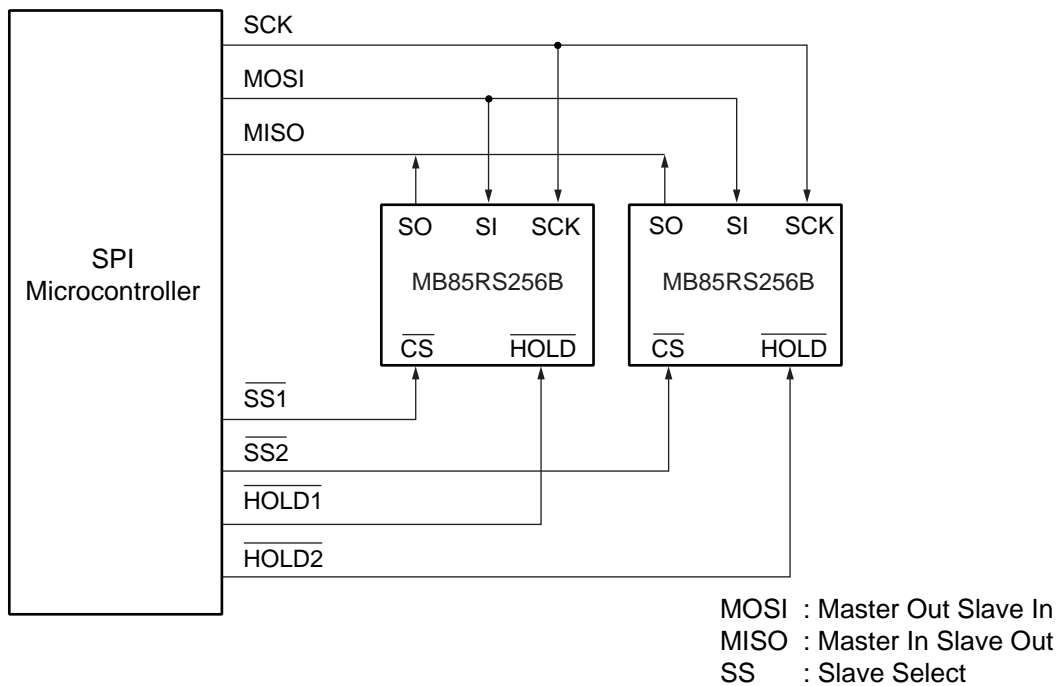 SCK
MOSI
MISO
SO SI SCK
MB85RS256B
CS HOLD
SO SI SCK
MB85RS256B
CS HOLD
SPI
Microcontroller
SS1
SS2
HOLD1
HOLD2
MOSI : Master Out Slave In
MISO : Master In Slave Out
SS : Slave Select